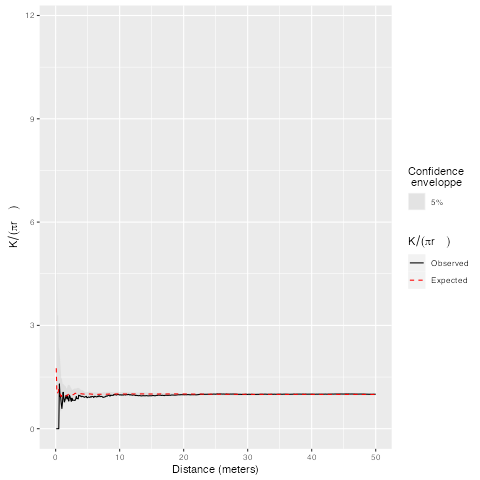 12
9
6
3
0
K/(πr )
0
10
20
30
40
50
Distance (meters)
Confidence
enveloppe
5%
K/(πr )
Observed
Expected